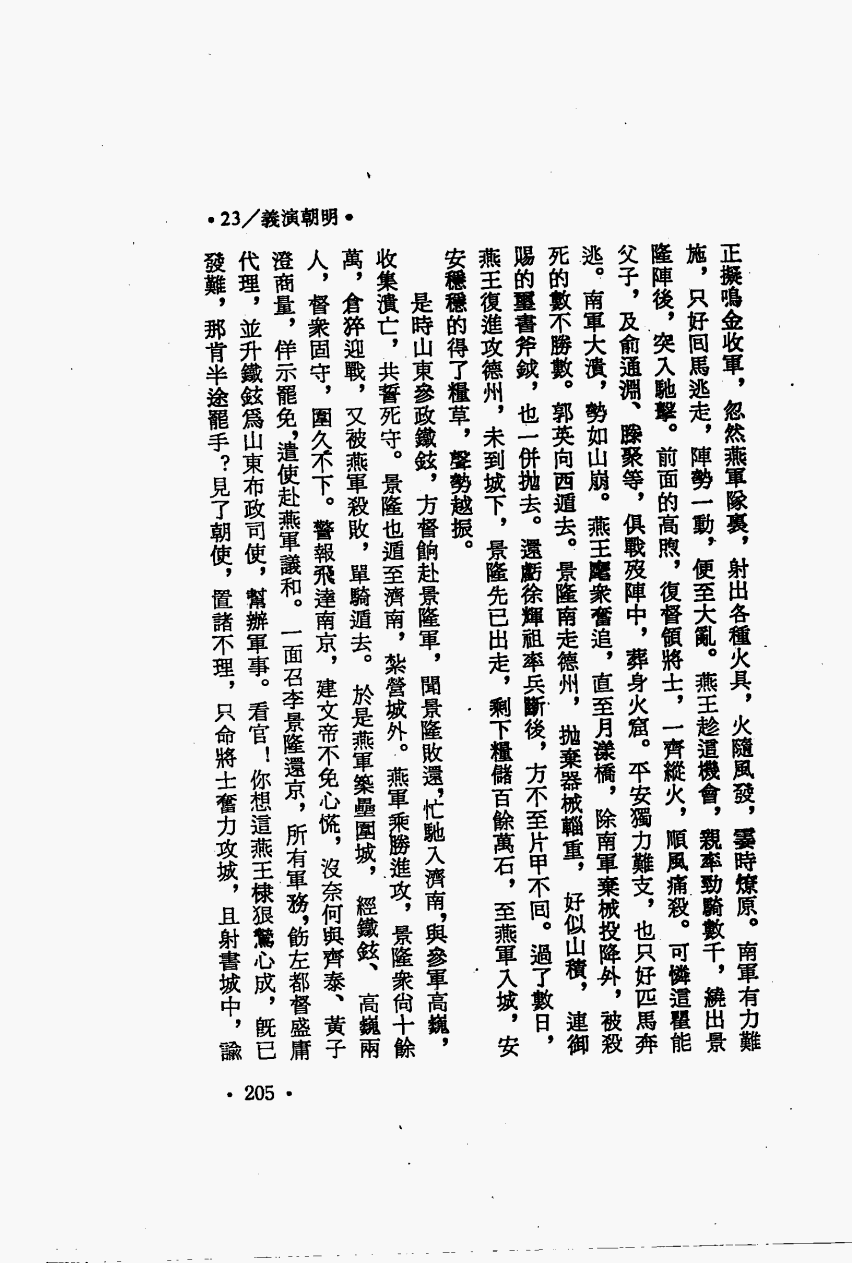 •23/義演朝明•
正擬鳴金收軍，忽然燕軍隊裏，射出各種火具，火隨風發，霎時燎原。南軍有力難
施，只好回馬逃走，陣勢一動，便至大亂。燕王趁這機會，親率勁騎數千，繞出景
隆陣後，突入馳擊。前面的高煦，復督領將士，一齊縱火，順風痛殺。可憐這瞿能
父子，及俞通淵、滕聚等，俱戰歿陣中，葬身火窟。平安獨力難支，也只好匹馬奔
逃。南軍大潰，勢如山崩。燕王麾衆奮追，直至月漾橋，除南軍棄械投降外，被殺
死的數不勝數。郭英向西遁去。景隆南走德州，拋棄器械輜重，好似山積，連御
賜的璽書斧鉞，也一併拋去。還虧徐輝祖率兵斷後，方不至片甲不回。過了數日，
燕王復進攻德州，未到城下，景隆先已出走，剩下糧儲百餘萬石，至燕軍入城，安
安穩穩的得了糧草，聲勢越振。
是時山東參政鐵鉉，方督餉赴景隆軍，聞景隆敗還，忙馳入濟南，與參軍高巍，
收集潰亡，共誓死守。景隆也遁至濟南，紮營城外。燕軍乘勝進攻，景隆衆尙十餘
萬，倉猝迎戰，又被燕軍殺敗，單騎遁去。於是燕軍築壘圍城，經鐵鉉、高巍兩
人，督衆固守，圍久不下。警報飛達南京，建文帝不免心慌，沒奈何與齊泰、黃子
澄商量，佯示罷免，遣使赴燕軍議和。一面召李景隆還京，所有軍務，飭左都督盛庸
代理，並升鐵鉉爲山東布政司使，幫辦軍事。看官！你想這燕王棣狠鷙心成，旣已
發難，那肯半途罷手？見了朝使，置諸不理，只命將士奮力攻城，且射書城中，諭
• 205 •